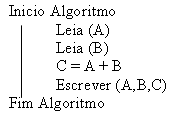 Inicio Algoritmo
Leia (A)
Leia (B)
C = A + B
Escrever (A,B,C)
Fim Algoritmo